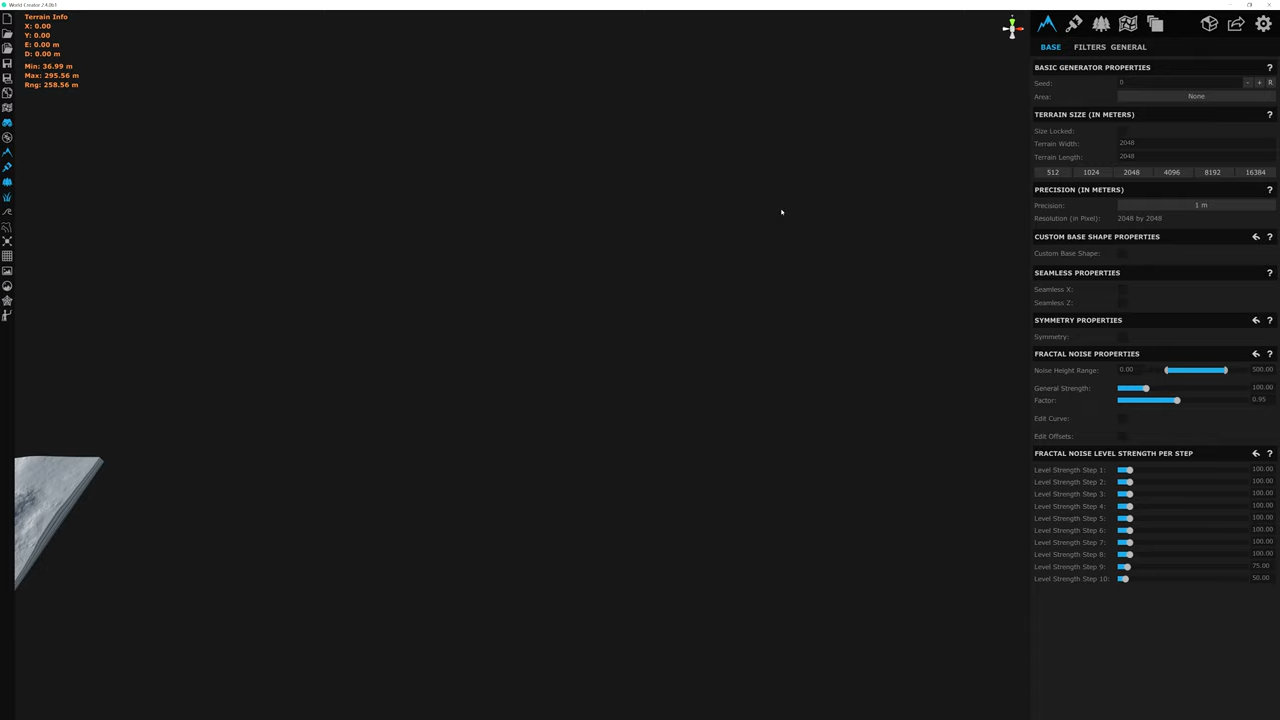 World Creator 2.4.0b1
Terrain Info
X: 0.00
Y: 0.00
E: 0.00 m
D: 0.00 m
Min: 36.99 m
Max: 295.56 m
Rng: 258.56 m
BASE FILTERS GENERAL
BASIC GENERATOR PROPERTIES ?
Seed: 0 - + R
Area: None
TERRAIN SIZE (IN METERS) ?
Size Locked:
Terrain Width: 2048
Terrain Length: 2048
512 1024 2048 4096 8192 16384
PRECISION (IN METERS) ?
Precision: 1 m
Resolution (in Pixel): 2048 by 2048
CUSTOM BASE SHAPE PROPERTIES ?
Custom Base Shape:
SEAMLESS PROPERTIES ?
Seamless X:
Seamless Z:
SYMMETRY PROPERTIES ?
Symmetry:
FRACTAL NOISE PROPERTIES ?
Noise Height Range: 0.00 500.00
General Strength: 100.00
Factor: 0.95
Edit Curve:
Edit Offsets:
FRACTAL NOISE LEVEL STRENGTH PER STEP ?
Level Strength Step 1: 100.00
Level Strength Step 2: 100.00
Level Strength Step 3: 100.00
Level Strength Step 4: 100.00
Level Strength Step 5: 100.00
Level Strength Step 6: 100.00
Level Strength Step 7: 100.00
Level Strength Step 8: 100.00
Level Strength Step 9: 75.00
Level Strength Step 10: 50.00